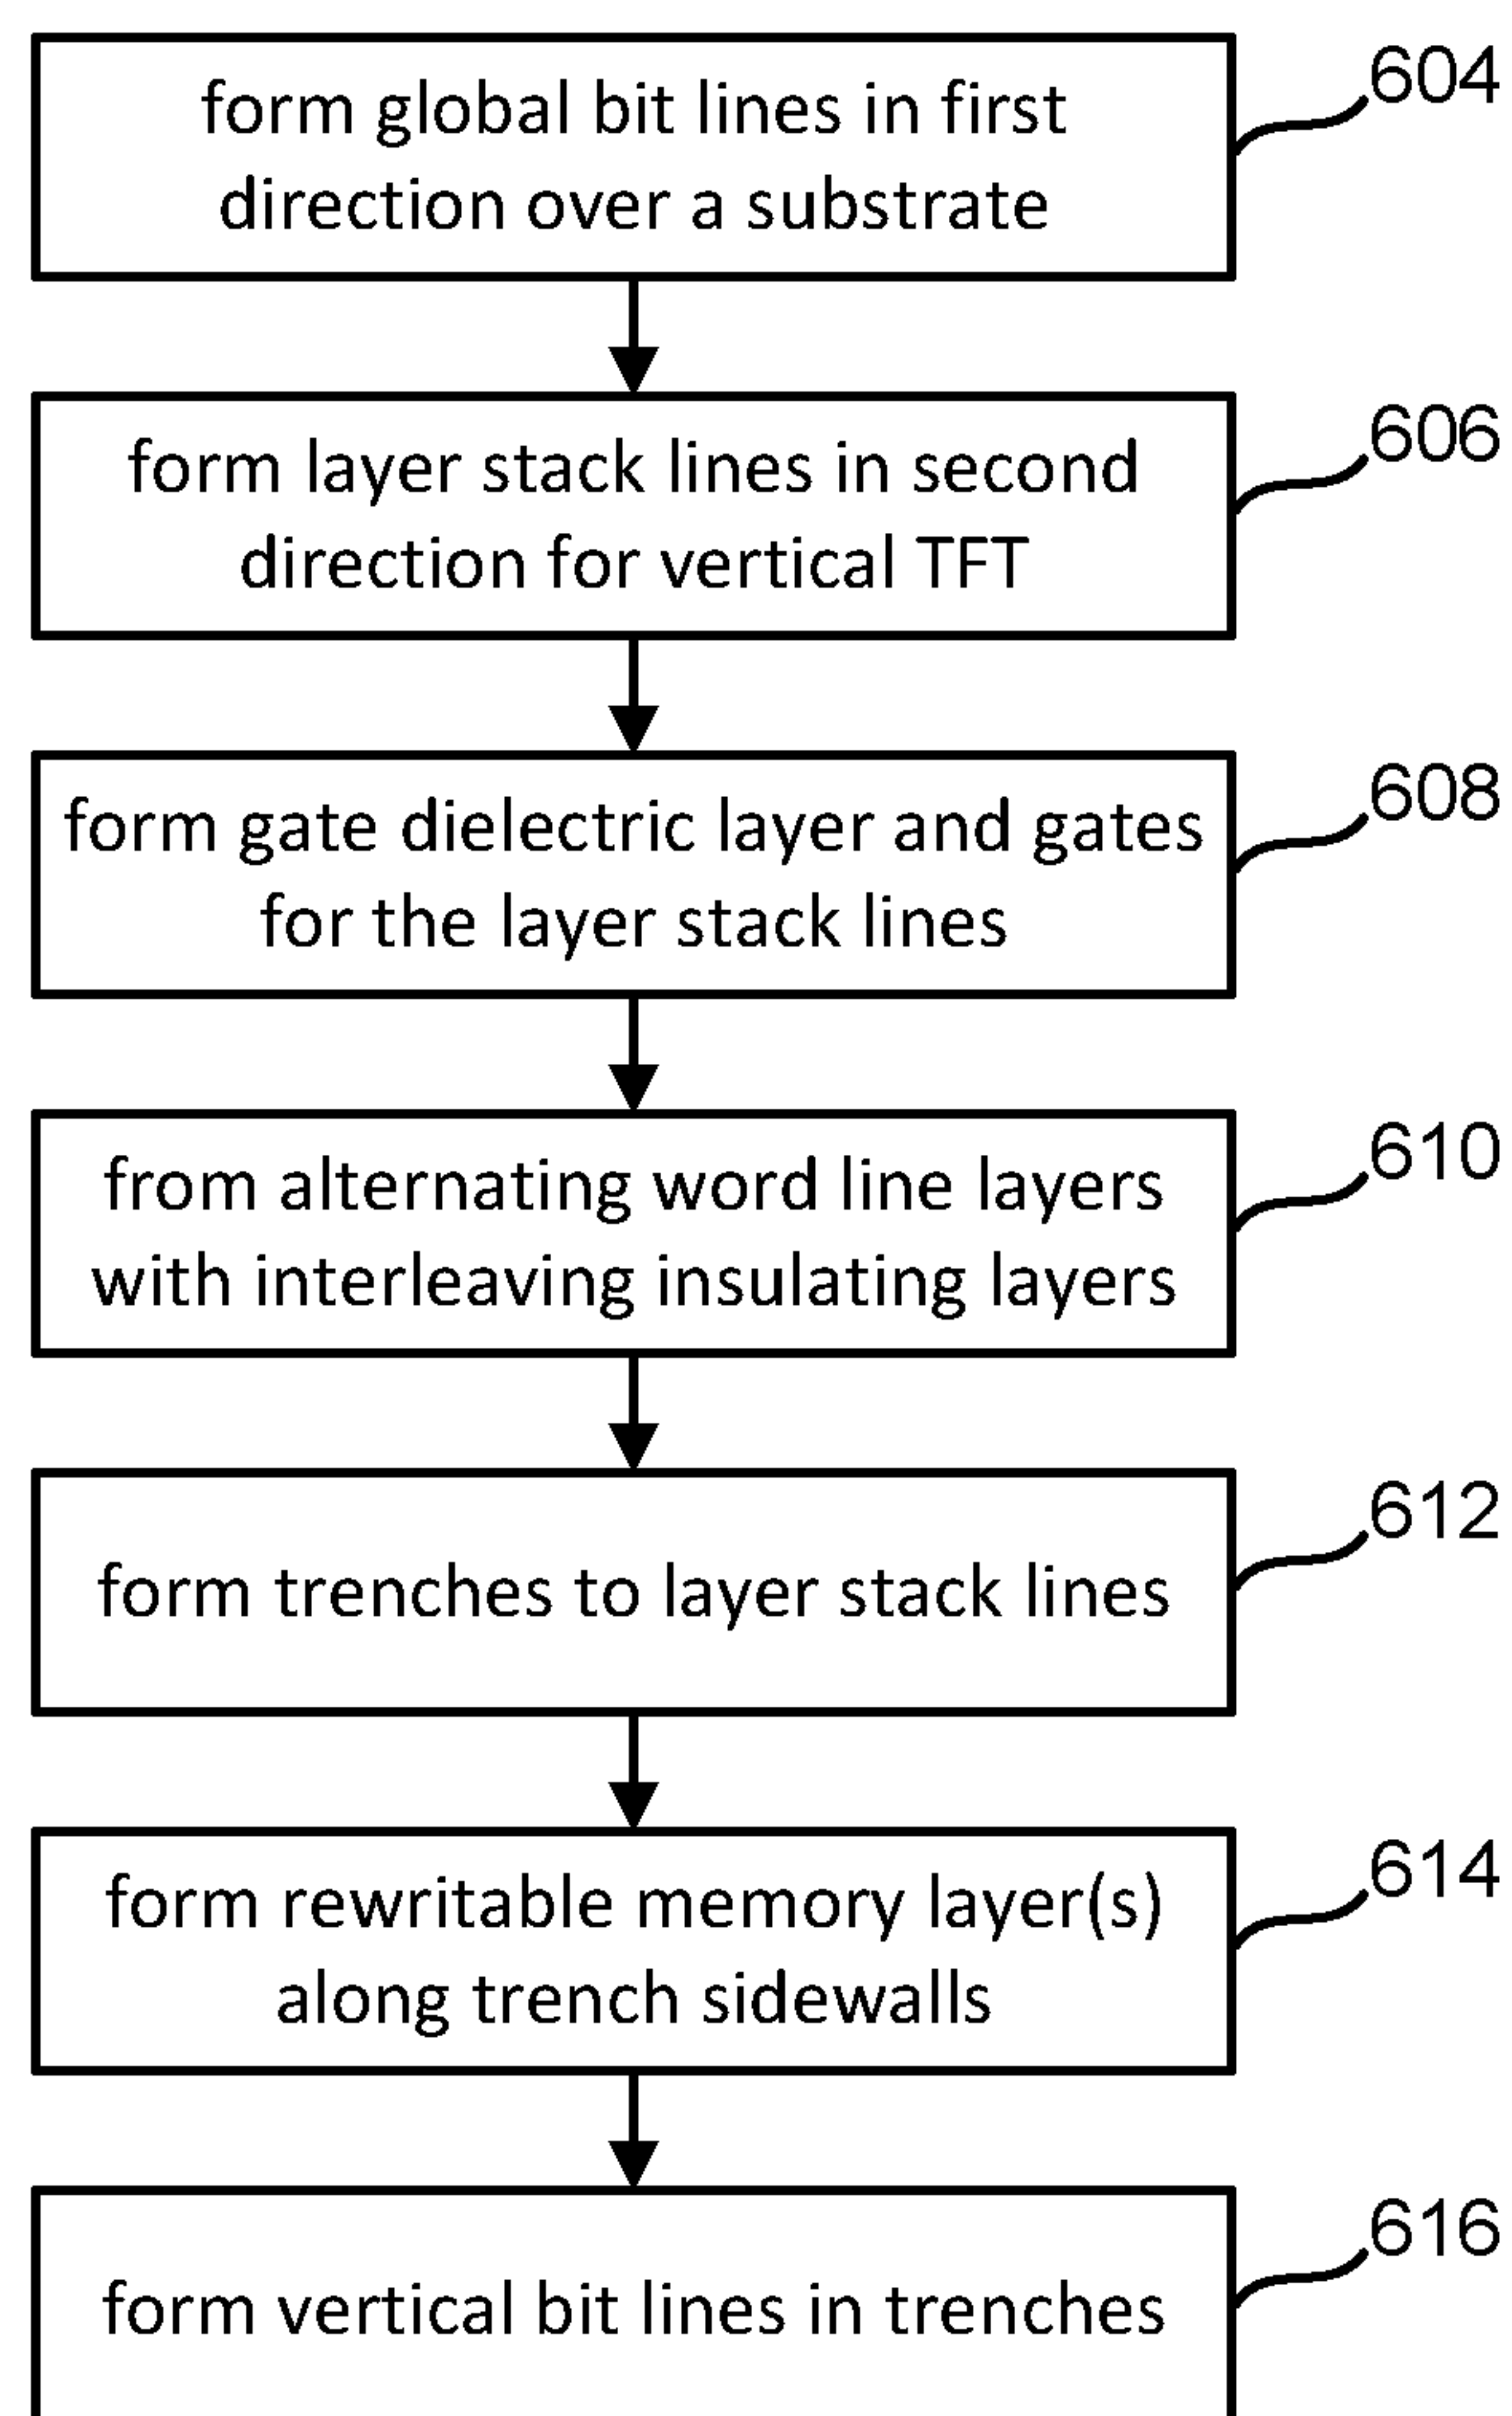 form global bit lines in first
direction over a substrate
604
form layer stack lines in second
direction for vertical TFT
606
form gate dielectric layer and gates
for the layer stack lines
608
from alternating word line layers
with interleaving insulating layers
610
form trenches to layer stack lines
612
form rewritable memory layer(s)
along trench sidewalls
614
form vertical bit lines in trenches
616